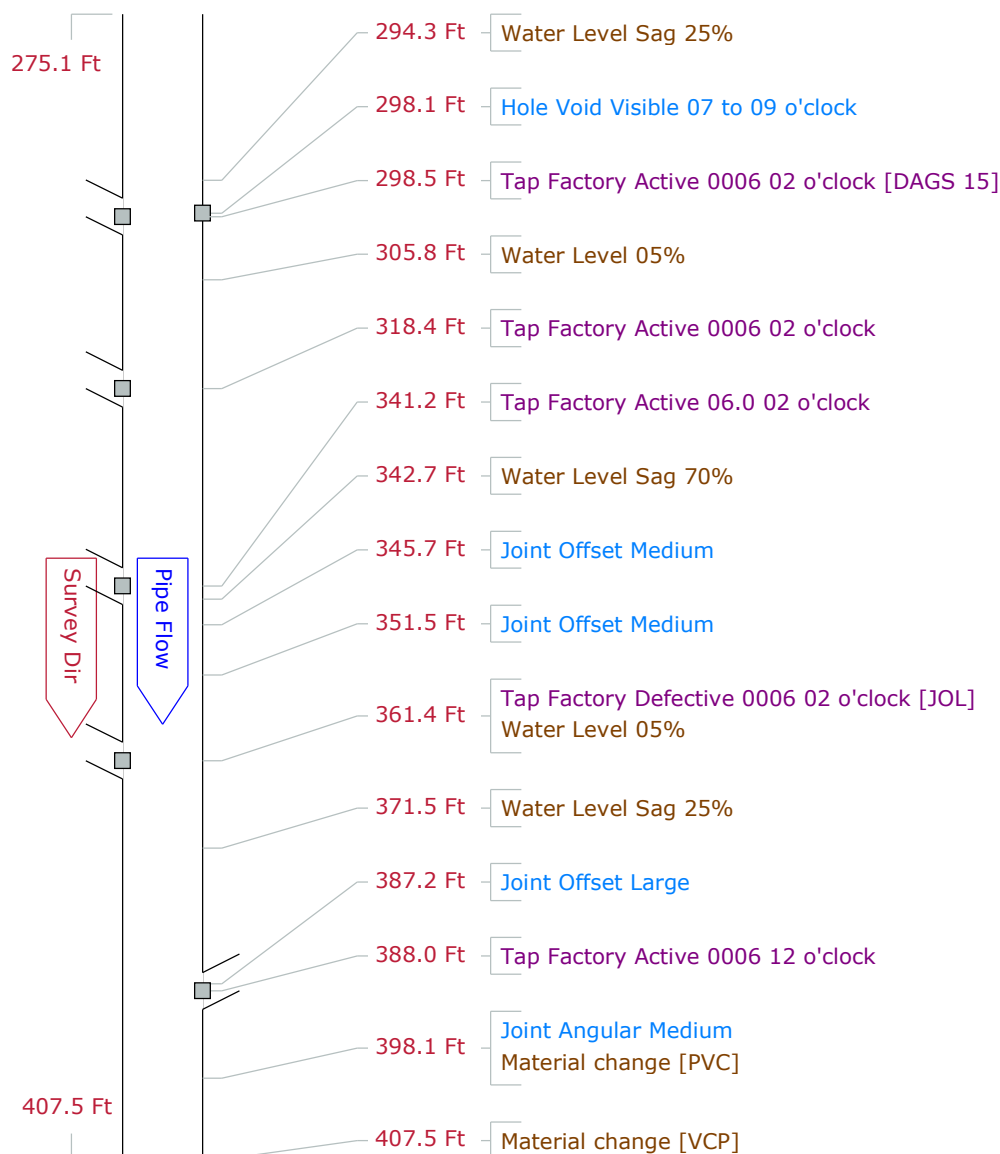 275.1 Ft
294.3 Ft Water Level Sag 25%
298.1 Ft Hole Void Visible 07 to 09 o'clock
298.5 Ft Tap Factory Active 0006 02 o'clock [DAGS 15]
305.8 Ft Water Level 05%
318.4 Ft Tap Factory Active 0006 02 o'clock
341.2 Ft Tap Factory Active 06.0 02 o'clock
342.7 Ft Water Level Sag 70%
345.7 Ft Joint Offset Medium
Survey Dir
Pipe Flow
351.5 Ft Joint Offset Medium
361.4 Ft Tap Factory Defective 0006 02 o'clock [JOL]
Water Level 05%
371.5 Ft Water Level Sag 25%
387.2 Ft Joint Offset Large
388.0 Ft Tap Factory Active 0006 12 o'clock
398.1 Ft Joint Angular Medium
Material change [PVC]
407.5 Ft
407.5 Ft Material change [VCP]